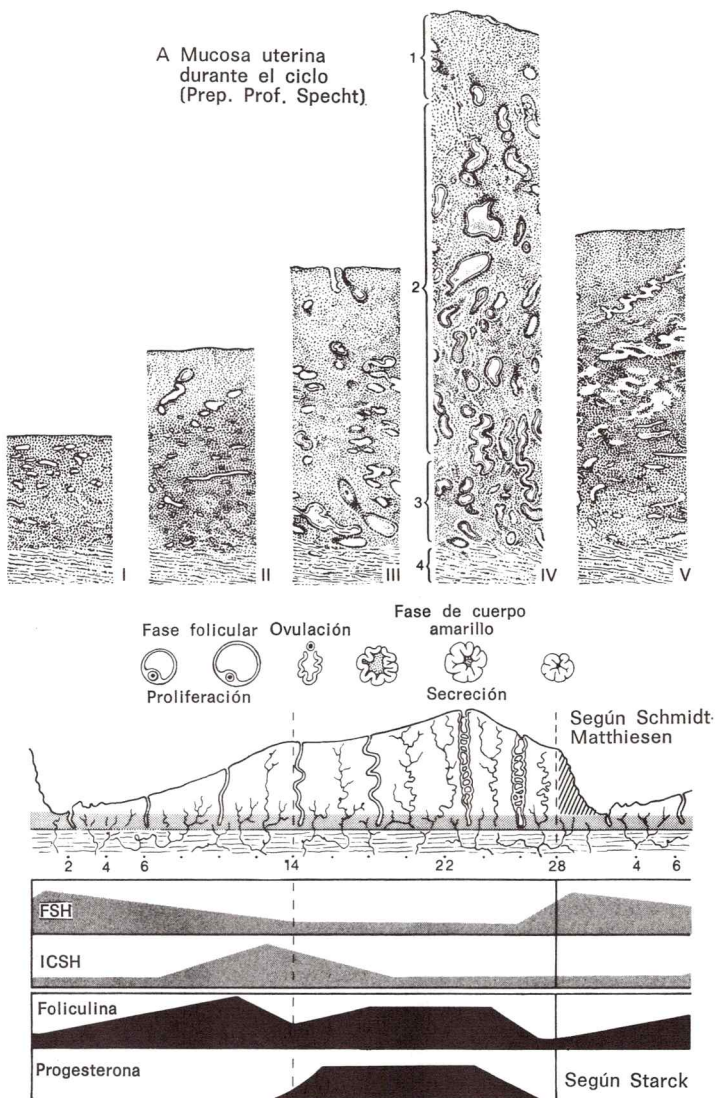 A Mucosa uterina
durante el ciclo
(Prep. Prof. Specht)
1
2
3
4
I
II
III
IV
V
Fase folicular
Ovulación
Fase de cuerpo
amarillo
Proliferación
Secreción
Según Schmidt-
Matthiesen
2 4 6 14 22 28 4 6
FSH
ICSH
Foliculina
Progesterona
Según Starck